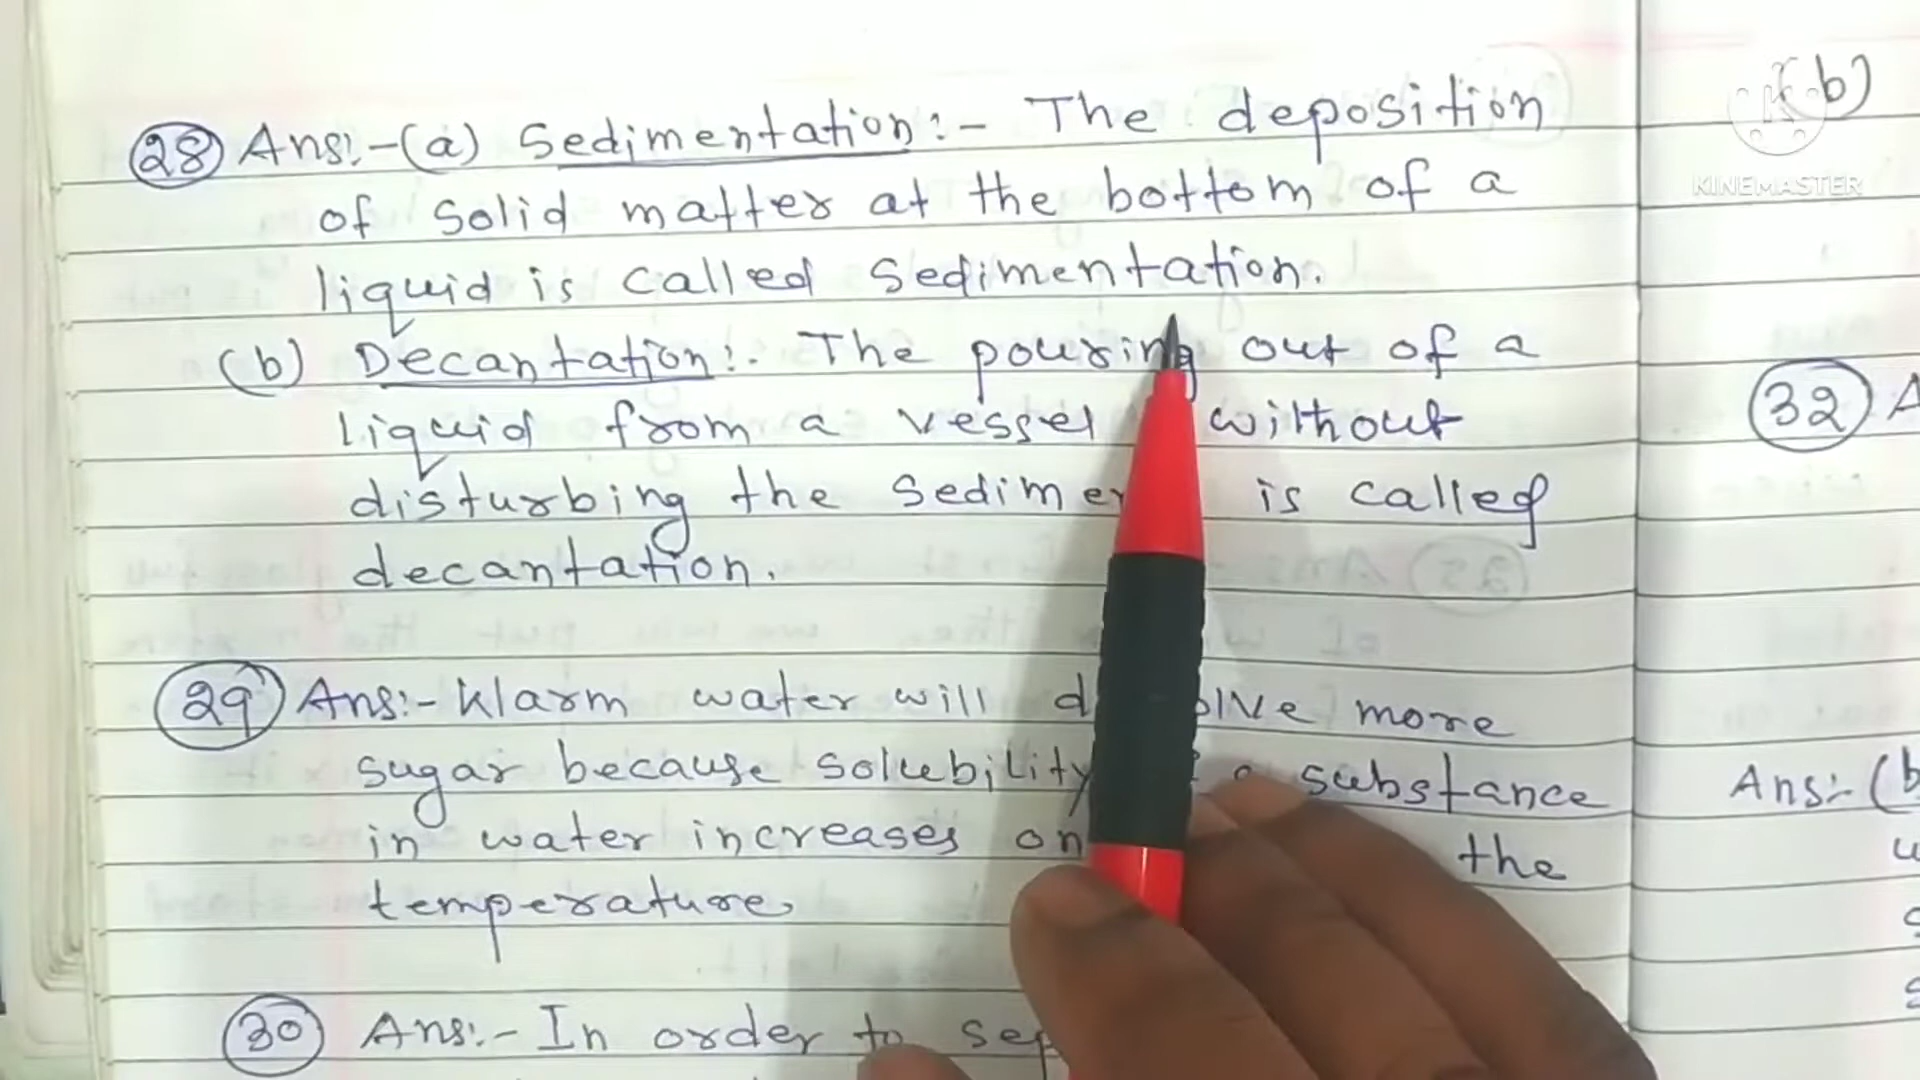 28 Ans:-(a) Sedimentation:- The deposition
of solid matter at the bottom of a
liquid is called sedimentation.
(b) Decantation:- The pouring out of a
liquid from a vessel without
disturbing the is called
decantation.
29 Ans:- Warm water will more
sugar because solubility a substance
in water increases on the
temperature.
30 Ans:- In order to
(b)
KINEMASTER
32
Ans:- (b